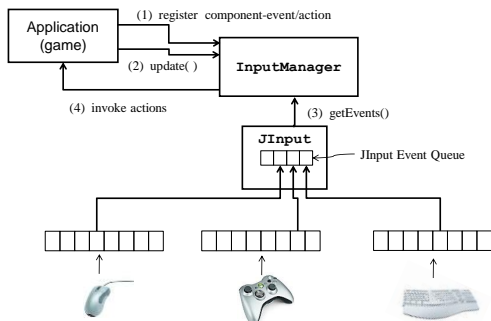 (1) register component-event/action
Application
(game)
(2) update( )
InputManager
(4) invoke actions
(3) getEvents()
JInput
JInput Event Queue